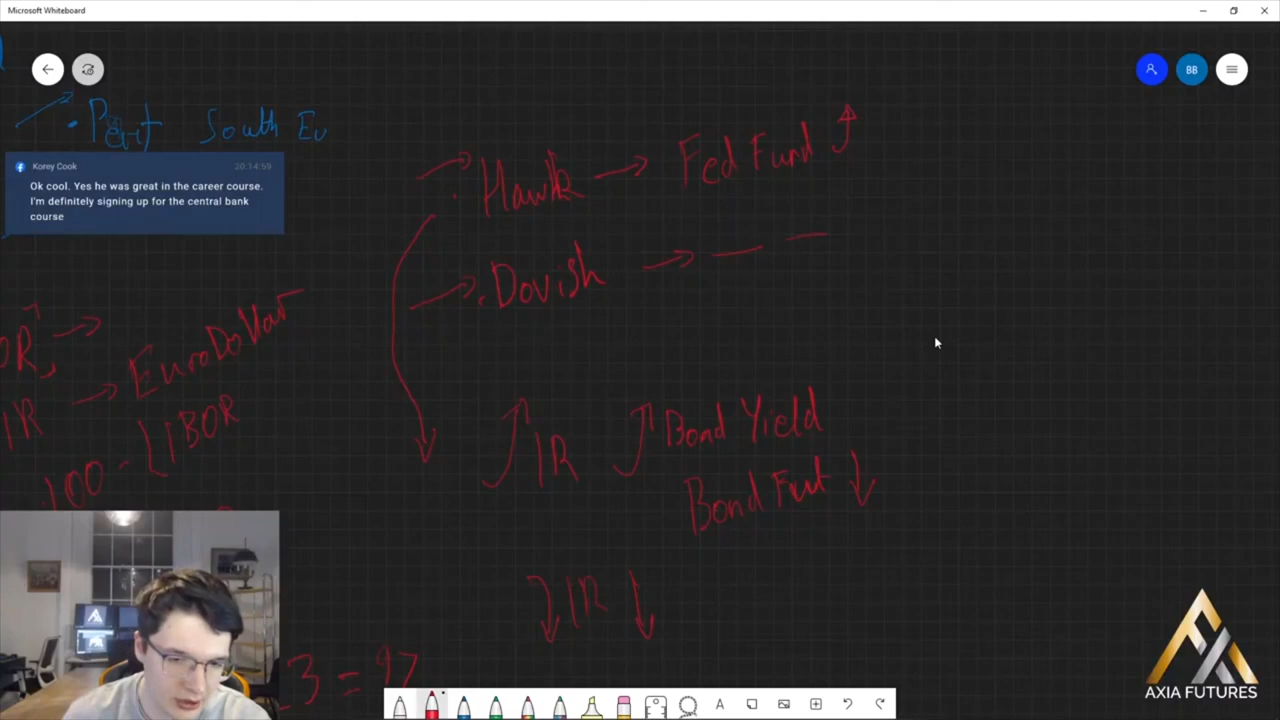 Microsoft Whiteboard
BB
South Eu
Korey Cook
20:14:59
Ok cool. Yes he was great in the career course.
I'm definitely signing up for the central bank
course
. Hawk → Fed Fund ↑
. Dovish → — —
→ EuroDollar
100 - LIBOR
↑ IR ↑ Bond Yield
Bond Fut ↓
↓ IR ↓
3 = 97
A
AXIA FUTURES